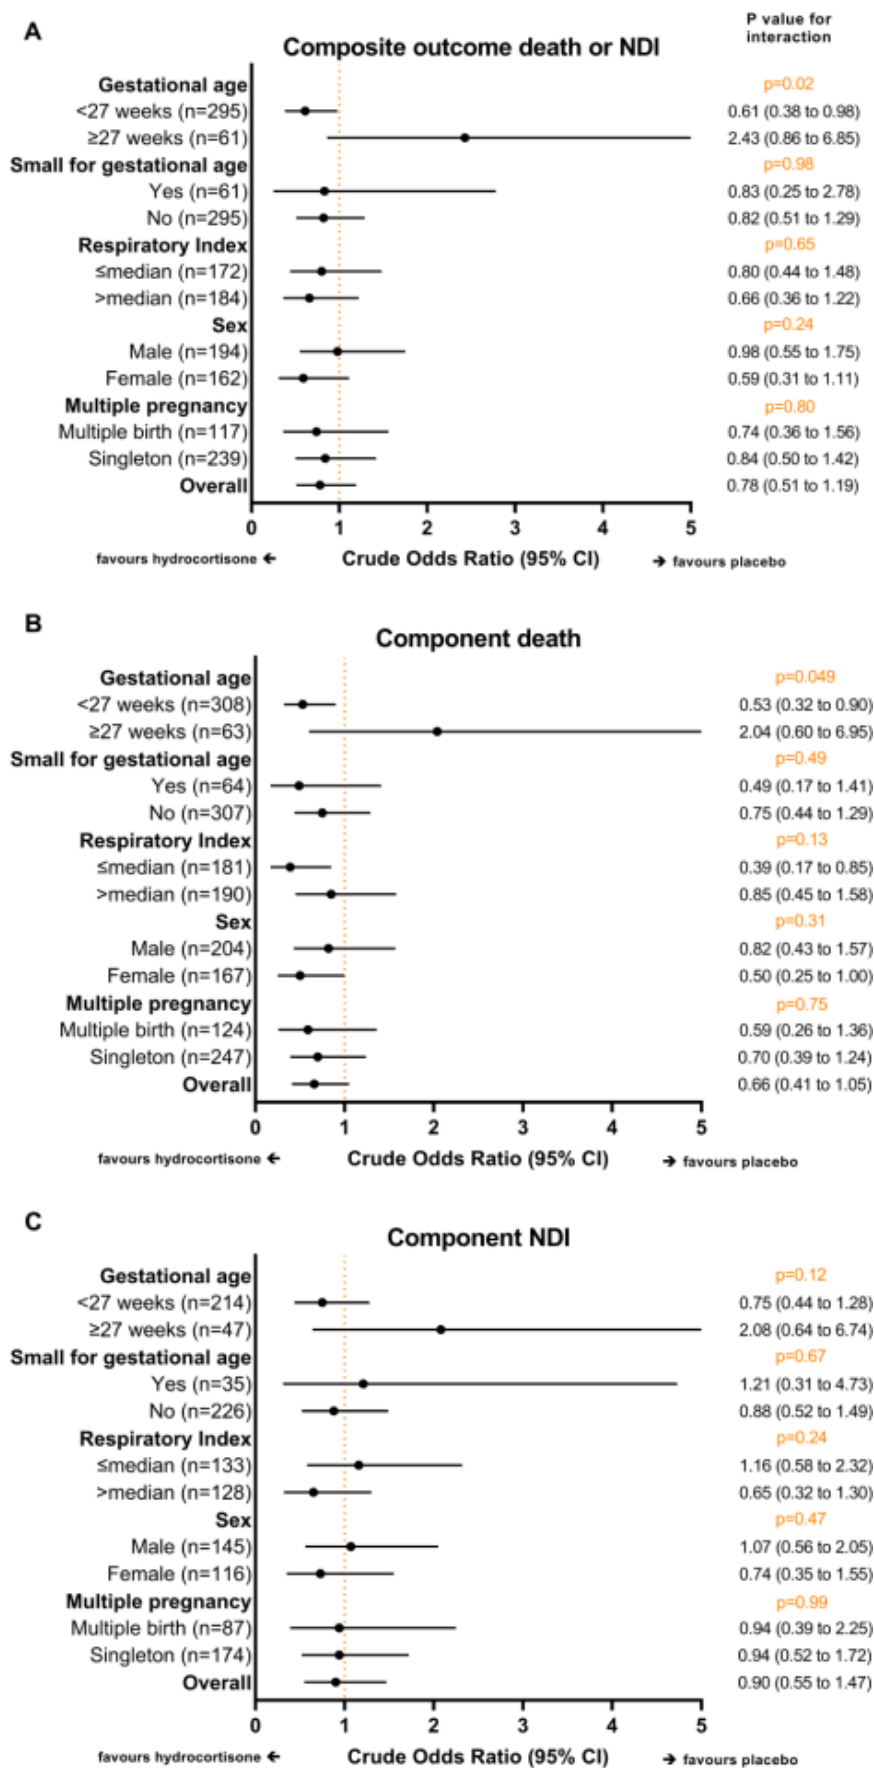 P value for
interaction
A
Composite outcome death or NDI
Gestational age p=0.02
<27 weeks (n=295) 0.61 (0.38 to 0.98)
≥27 weeks (n=61) 2.43 (0.86 to 6.85)
Small for gestational age p=0.98
Yes (n=61) 0.83 (0.25 to 2.78)
No (n=295) 0.82 (0.51 to 1.29)
Respiratory Index p=0.65
≤median (n=172) 0.80 (0.44 to 1.48)
>median (n=184) 0.66 (0.36 to 1.22)
Sex p=0.24
Male (n=194) 0.98 (0.55 to 1.75)
Female (n=162) 0.59 (0.31 to 1.11)
Multiple pregnancy p=0.80
Multiple birth (n=117) 0.74 (0.36 to 1.56)
Singleton (n=239) 0.84 (0.50 to 1.42)
Overall 0.78 (0.51 to 1.19)
0 1 2 3 4 5
favours hydrocortisone ← Crude Odds Ratio (95% CI) → favours placebo
B
Component death
Gestational age p=0.049
<27 weeks (n=308) 0.53 (0.32 to 0.90)
≥27 weeks (n=63) 2.04 (0.60 to 6.95)
Small for gestational age p=0.49
Yes (n=64) 0.49 (0.17 to 1.41)
No (n=307) 0.75 (0.44 to 1.29)
Respiratory Index p=0.13
≤median (n=181) 0.39 (0.17 to 0.85)
>median (n=190) 0.85 (0.45 to 1.58)
Sex p=0.31
Male (n=204) 0.82 (0.43 to 1.57)
Female (n=167) 0.50 (0.25 to 1.00)
Multiple pregnancy p=0.75
Multiple birth (n=124) 0.59 (0.26 to 1.36)
Singleton (n=247) 0.70 (0.39 to 1.24)
Overall 0.66 (0.41 to 1.05)
0 1 2 3 4 5
favours hydrocortisone ← Crude Odds Ratio (95% CI) → favours placebo
C
Component NDI
Gestational age p=0.12
<27 weeks (n=214) 0.75 (0.44 to 1.28)
≥27 weeks (n=47) 2.08 (0.64 to 6.74)
Small for gestational age p=0.67
Yes (n=35) 1.21 (0.31 to 4.73)
No (n=226) 0.88 (0.52 to 1.49)
Respiratory Index p=0.24
≤median (n=133) 1.16 (0.58 to 2.32)
>median (n=128) 0.65 (0.32 to 1.30)
Sex p=0.47
Male (n=145) 1.07 (0.56 to 2.05)
Female (n=116) 0.74 (0.35 to 1.55)
Multiple pregnancy p=0.99
Multiple birth (n=87) 0.94 (0.39 to 2.25)
Singleton (n=174) 0.94 (0.52 to 1.72)
Overall 0.90 (0.55 to 1.47)
0 1 2 3 4 5
favours hydrocortisone ← Crude Odds Ratio (95% CI) → favours placebo